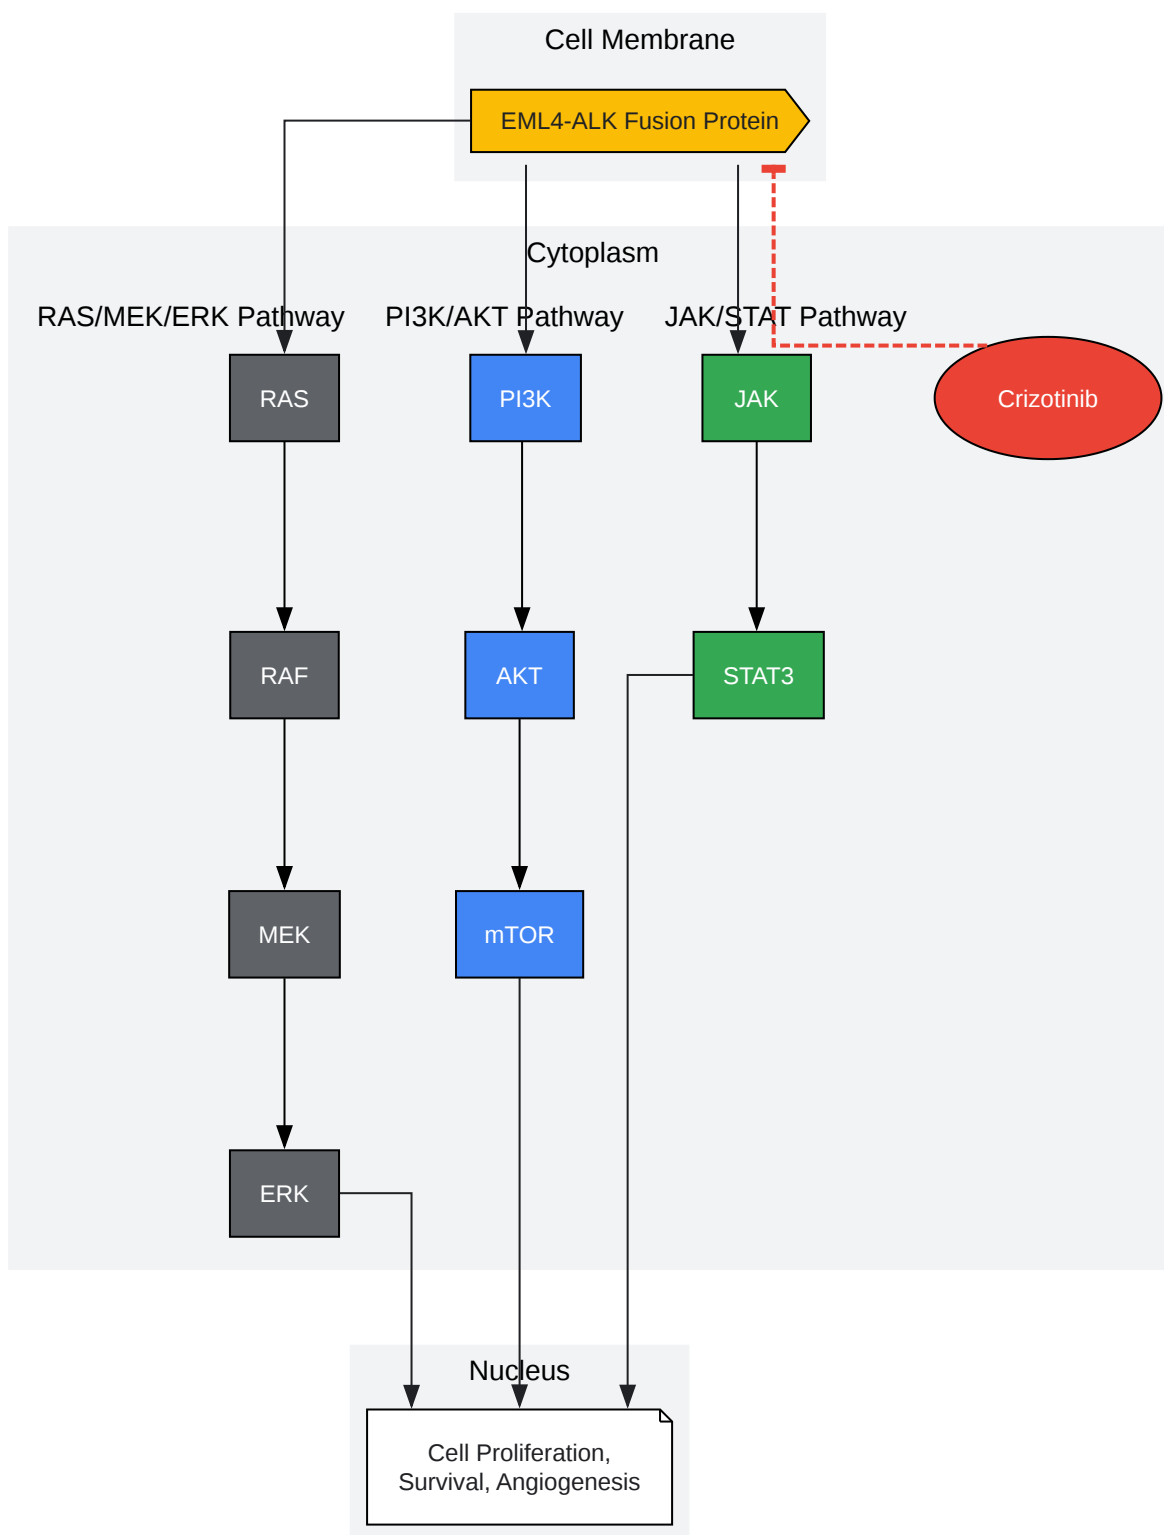 Cell Membrane
EML4-ALK Fusion Protein
Cytoplasm
RAS/MEK/ERK Pathway
PI3K/AKT Pathway
JAK/STAT Pathway
RAS
PI3K
JAK
Crizotinib
RAF
AKT
STAT3
MEK
mTOR
ERK
Nucleus
Cell Proliferation,
Survival, Angiogenesis